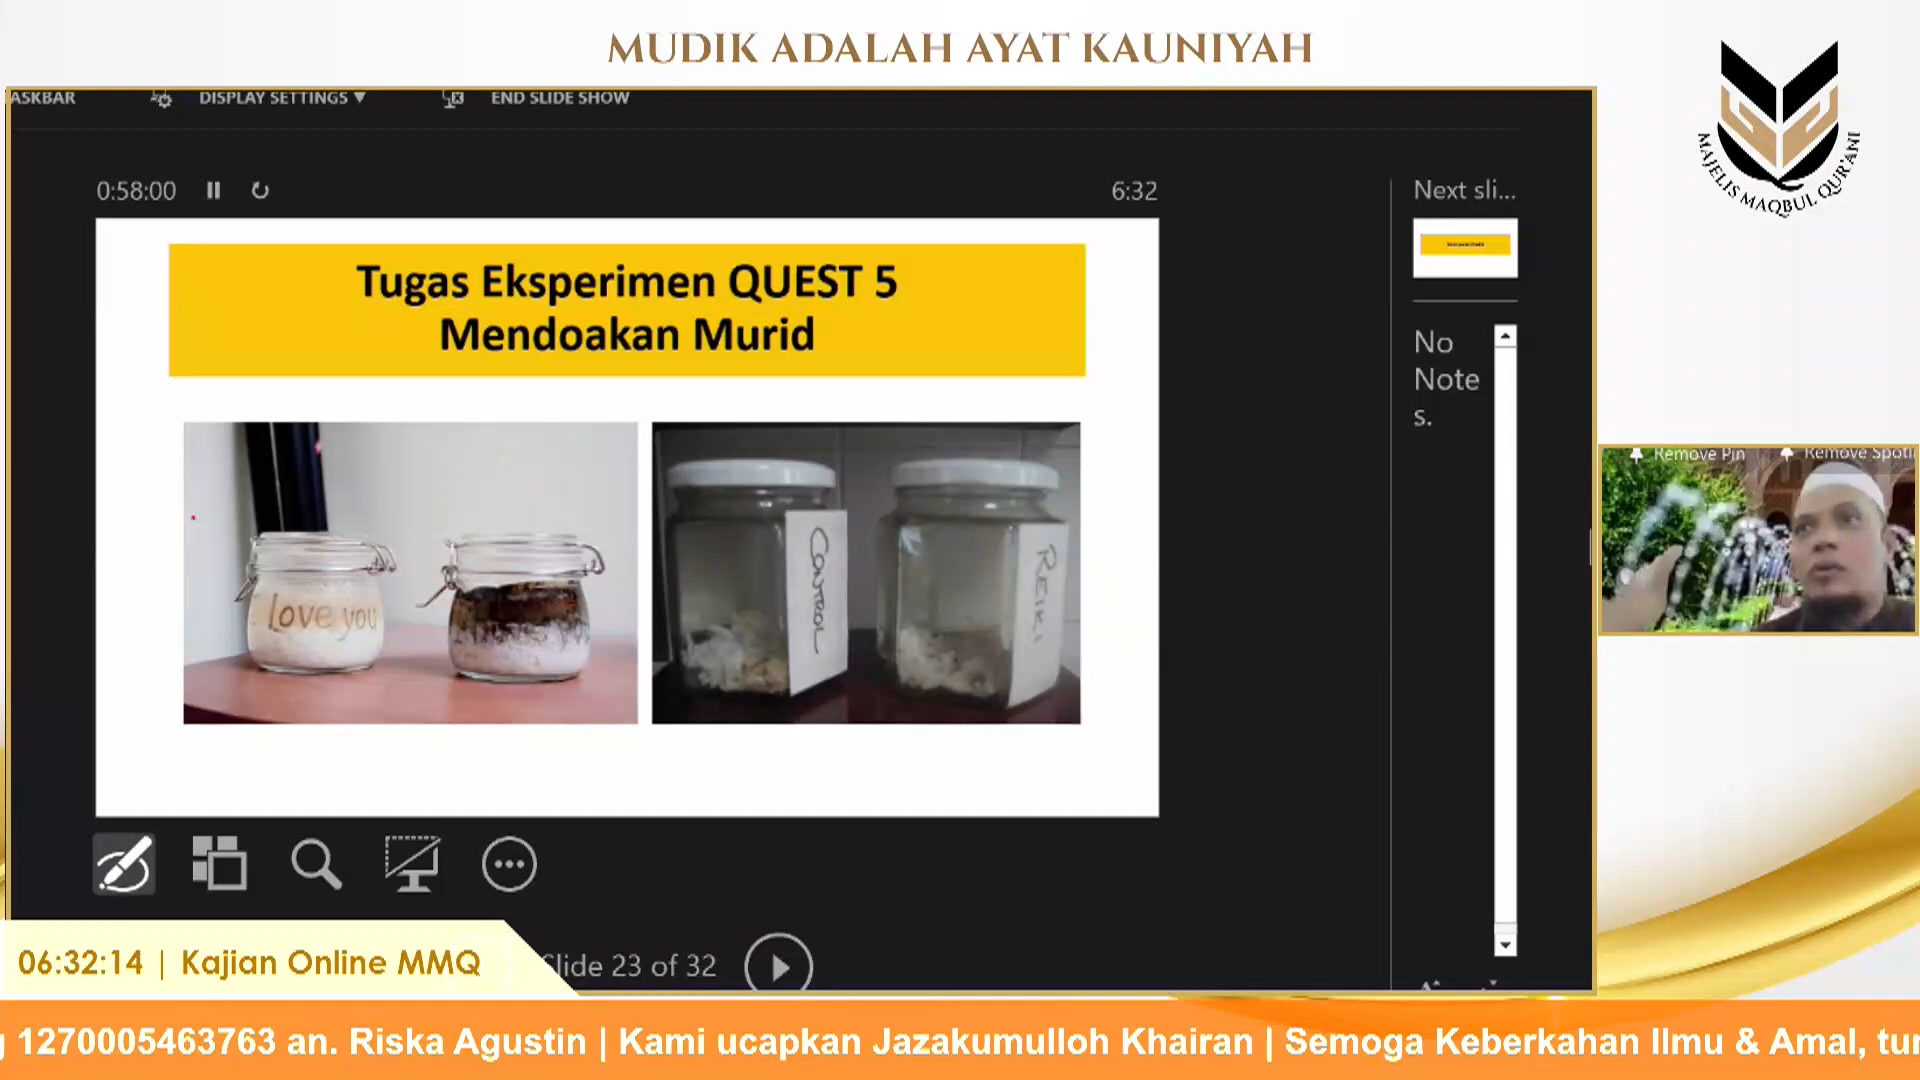 MUDIK ADALAH AYAT KAUNIYAH
ASKBAR
DISPLAY SETTINGS
END SLIDE SHOW
MAJELIS MAQBUL QUR'ANI
0:58:00
6:32
Next sli...
Tugas Eksperimen QUEST 5
Mendoakan Murid
No
Note
s.
Love you
CONTROL
REIKI
Remove Pin
Remove Spotli
06:32:14 | Kajian Online MMQ
Slide 23 of 32
g 1270005463763 an. Riska Agustin | Kami ucapkan Jazakumulloh Khairan | Semoga Keberkahan Ilmu & Amal, tur